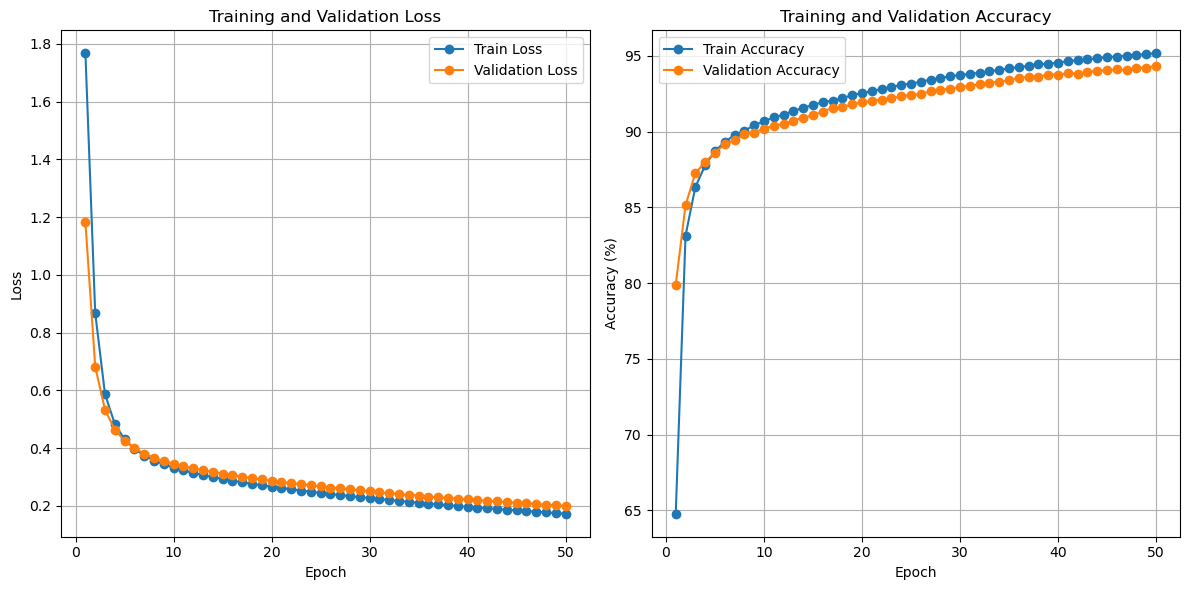 Training and Validation Loss
Train Loss
Validation Loss
1.8
1.6
1.4
1.2
1.0
0.8
0.6
0.4
0.2
Loss
0 10 20 30 40 50
Epoch
Training and Validation Accuracy
Train Accuracy
Validation Accuracy
95
90
85
80
75
70
65
Accuracy (%)
0 10 20 30 40 50
Epoch